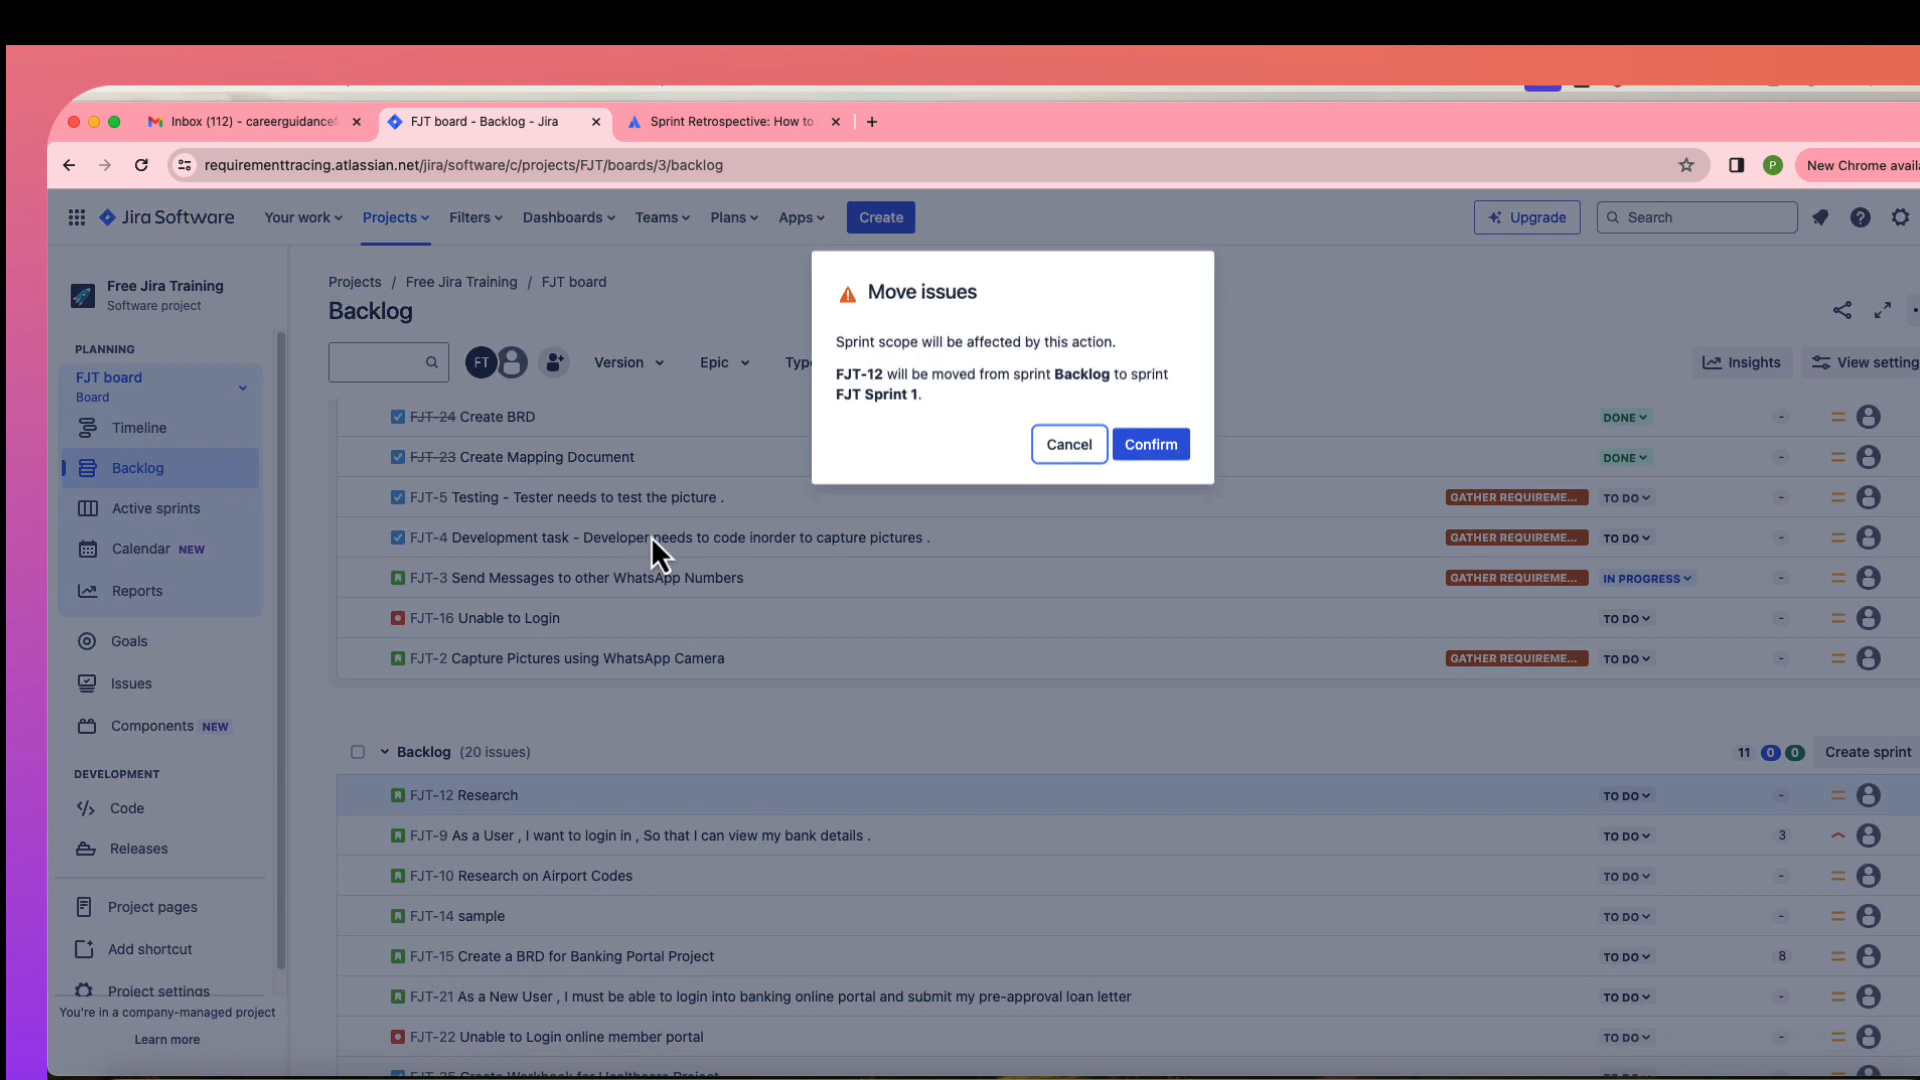 Inbox (112) - careerguidancef
FJT board - Backlog - Jira
Sprint Retrospective: How to
requirementtracing.atlassian.net/jira/software/c/projects/FJT/boards/3/backlog
P
New Chrome avail
Jira Software
Your work
Projects
Filters
Dashboards
Teams
Plans
Apps
Create
Upgrade
Search
Free Jira Training
Software project
PLANNING
FJT board
Board
Timeline
Backlog
Active sprints
Calendar NEW
Reports
Goals
Issues
Components NEW
DEVELOPMENT
Code
Releases
Project pages
Add shortcut
Project settings
You're in a company-managed project
Learn more
Projects / Free Jira Training / FJT board
Backlog
FT
Version
Epic
Typ
Insights
View setting
Move issues
Sprint scope will be affected by this action.
FJT-12 will be moved from sprint Backlog to sprint
FJT Sprint 1.
Cancel
Confirm
FJT-24 Create BRD DONE -
FJT-23 Create Mapping Document DONE -
FJT-5 Testing - Tester needs to test the picture . GATHER REQUIREME... TO DO -
FJT-4 Development task - Developer needs to code inorder to capture pictures . GATHER REQUIREME... TO DO -
FJT-3 Send Messages to other WhatsApp Numbers GATHER REQUIREME... IN PROGRESS -
FJT-16 Unable to Login TO DO -
FJT-2 Capture Pictures using WhatsApp Camera GATHER REQUIREME... TO DO -
Backlog (20 issues) 11 0 0 Create sprint
FJT-12 Research TO DO -
FJT-9 As a User , I want to login in , So that I can view my bank details . TO DO 3
FJT-10 Research on Airport Codes TO DO -
FJT-14 sample TO DO -
FJT-15 Create a BRD for Banking Portal Project TO DO 8
FJT-21 As a New User , I must be able to login into banking online portal and submit my pre-approval loan letter TO DO -
FJT-22 Unable to Login online member portal TO DO -
Create Workbook for Healthcare Project